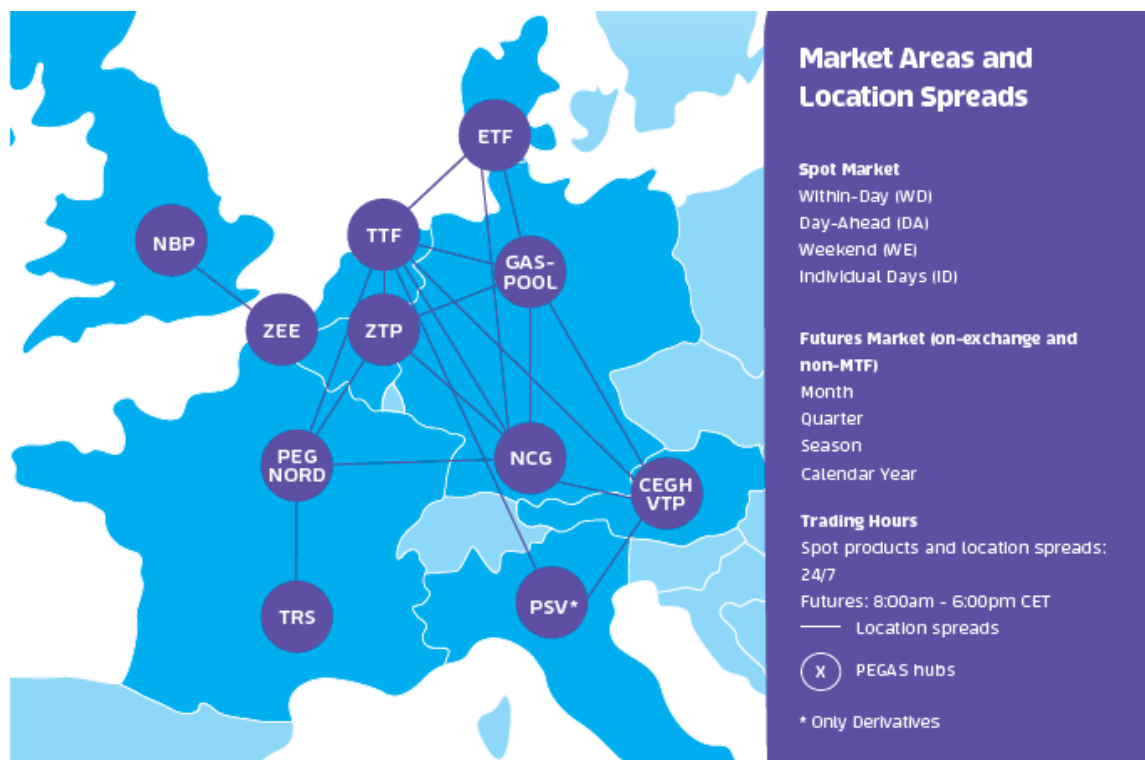 ETF
TTF
NBP
GAS-
POOL
ZEE
ZTP
PEG
NORD
NCG
CEGH
VTP
PSV*
TRS
Market Areas and
Location Spreads
Spot Market
Within-Day (WD)
Day-Ahead (DA)
Weekend (WE)
Individual Days (ID)
Futures Market (on-exchange and
non-MTF)
Month
Quarter
Season
Calendar Year
Trading Hours
Spot products and location spreads:
24/7
Futures: 8:00am - 6:00pm CET
Location spreads
X
PEGAS hubs
* Only Derivatives